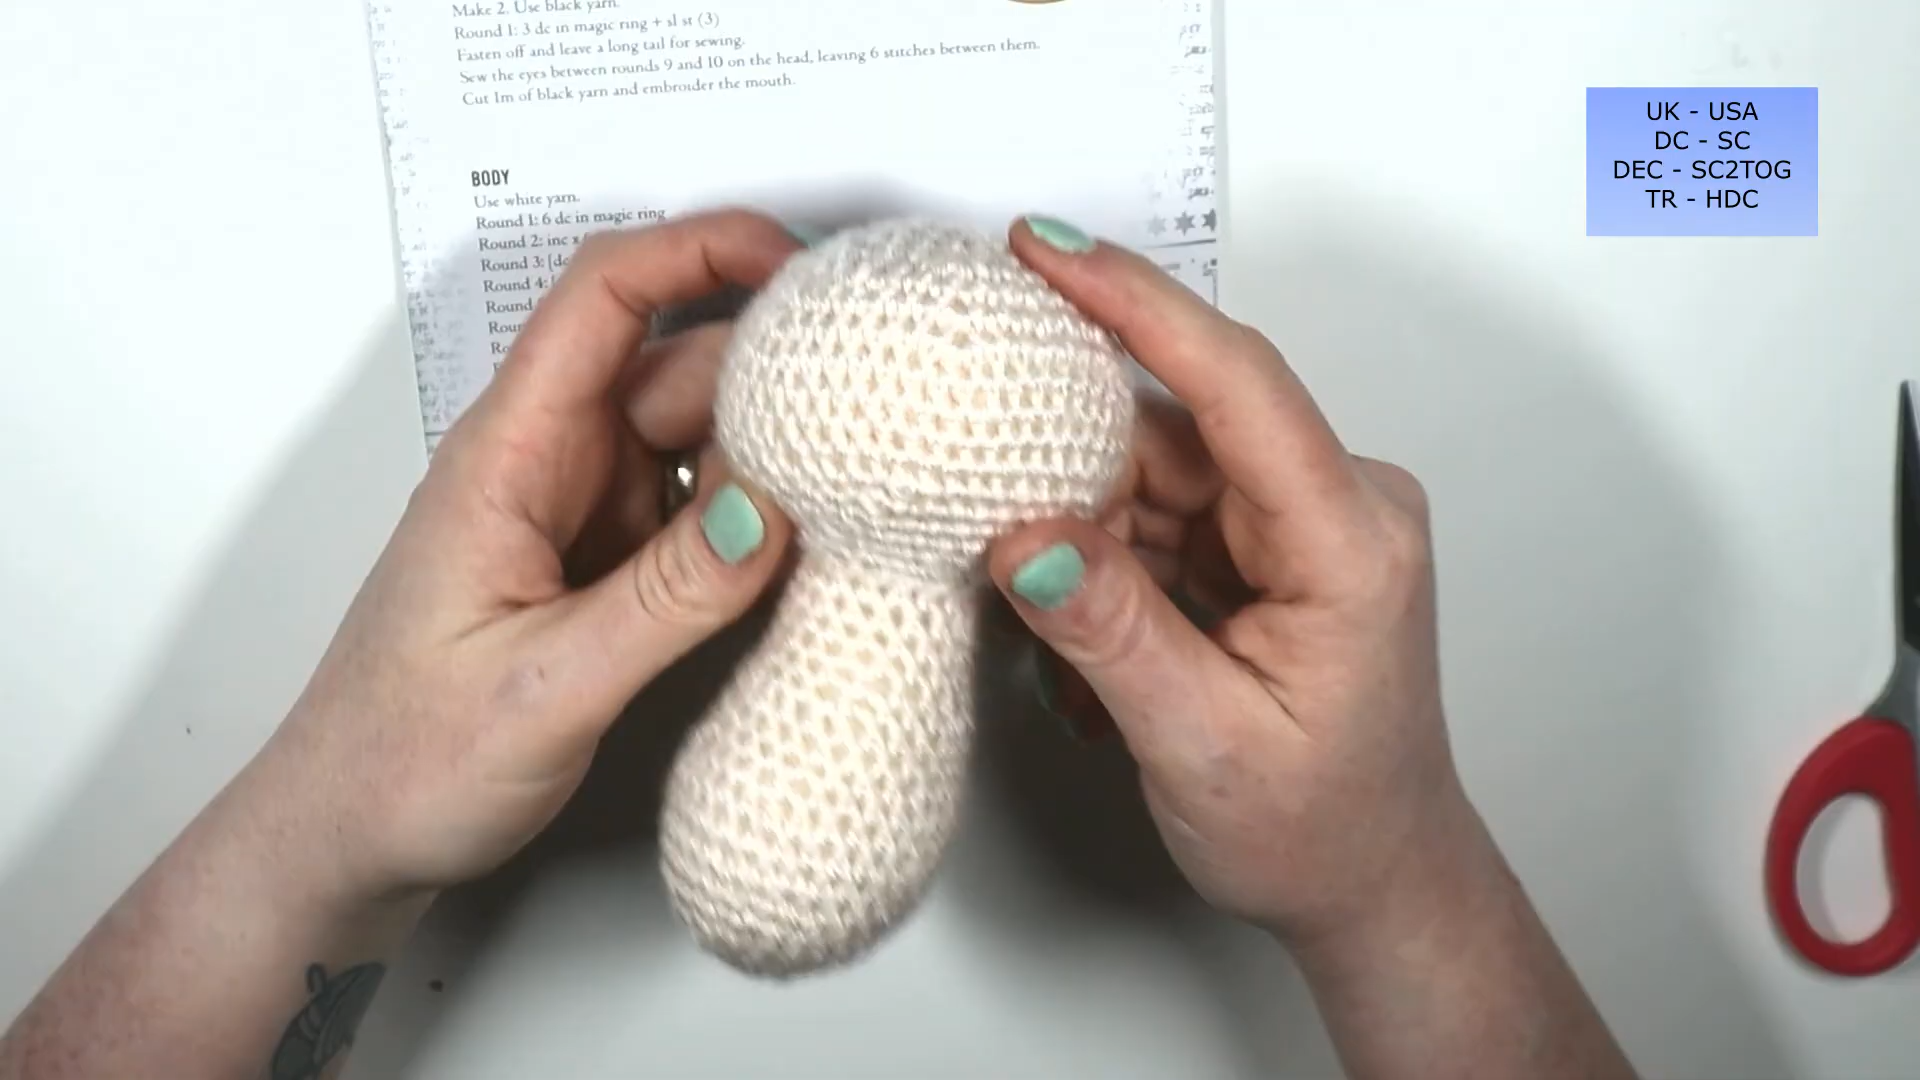 Make 2. Use black yarn.
Round 1: 3 dc in magic ring + sl st (3)
Fasten off and leave a long tail for sewing.
Sew the eyes between rounds 9 and 10 on the head, leaving 6 stitches between them.
Cut 1m of black yarn and embroider the mouth.
BODY
Use white yarn.
Round 1: 6 dc in magic ring
Round 2: inc x
Round 3: [dc
Round 4:
Round
UK - USA
DC - SC
DEC - SC2TOG
TR - HDC